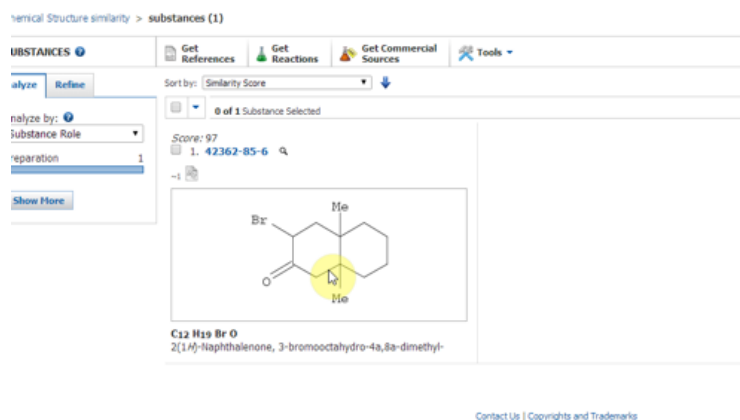 hemical Structure similarity > substances (1)
UBSTANCES
Get References
Get Reactions
Get Commercial Sources
Tools
alyze Refine
Sort by: Similarity Score
0 of 1 Substance Selected
nalyze by:
Substance Role
reparation 1
Show More
Score: 97
1. 42362-85-6
~1
Me
Br
O
Me
C12 H19 Br O
2(1H)-Naphthalenone, 3-bromooctahydro-4a,8a-dimethyl-
Contact Us | Copyrights and Trademarks